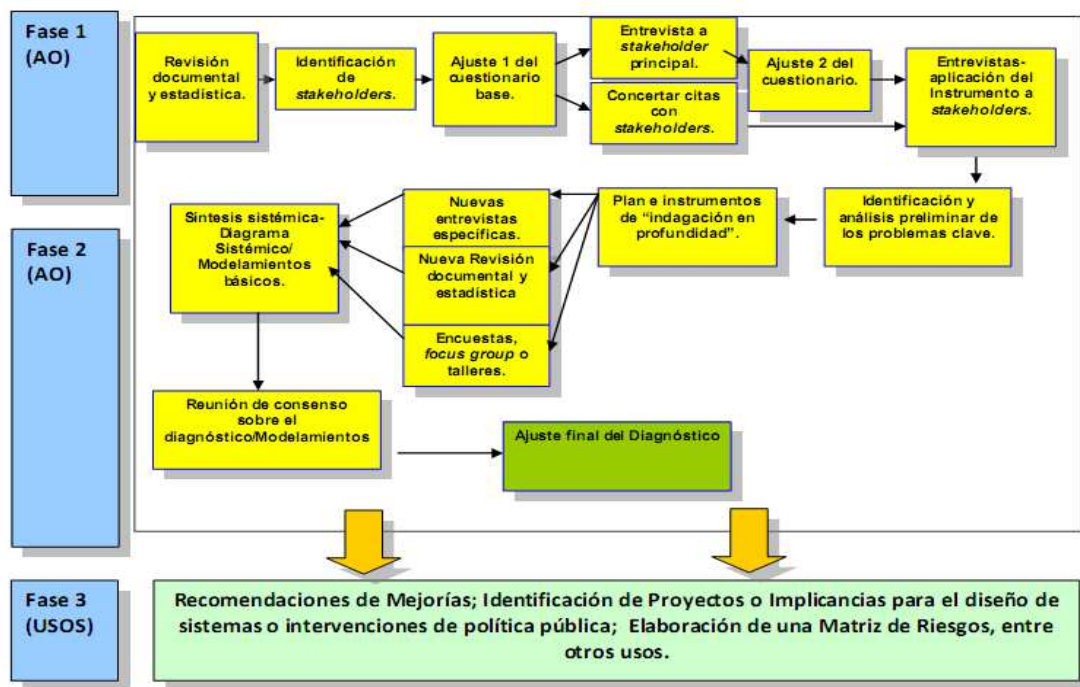 Fase 1
(AO)
Revisión
documental
y estadística.
Identificación
de
stakeholders.
Ajuste 1 del
cuestionario
base.
Entrevista a
stakeholder
principal.
Concertar citas
con
stakeholders.
Ajuste 2 del
cuestionario.
Entrevistas-
aplicación del
Instrumento a
stakeholders.
Fase 2
(AO)
Síntesis sistémica-
Diagrama
Sistémico/
Modelamientos
básicos.
Nuevas
entrevistas
específicas.
Nueva Revisión
documental y
estadística
Encuestas,
focus group o
talleres.
Plan e instrumentos
de “indagación en
profundidad”.
Identificación y
análisis preliminar de
los problemas clave.
Reunión de consenso
sobre el
diagnóstico/Modelamientos
Ajuste final del Diagnóstico
Fase 3
(USOS)
Recomendaciones de Mejorías; Identificación de Proyectos o Implicancias para el diseño de
sistemas o intervenciones de política pública; Elaboración de una Matriz de Riesgos, entre
otros usos.